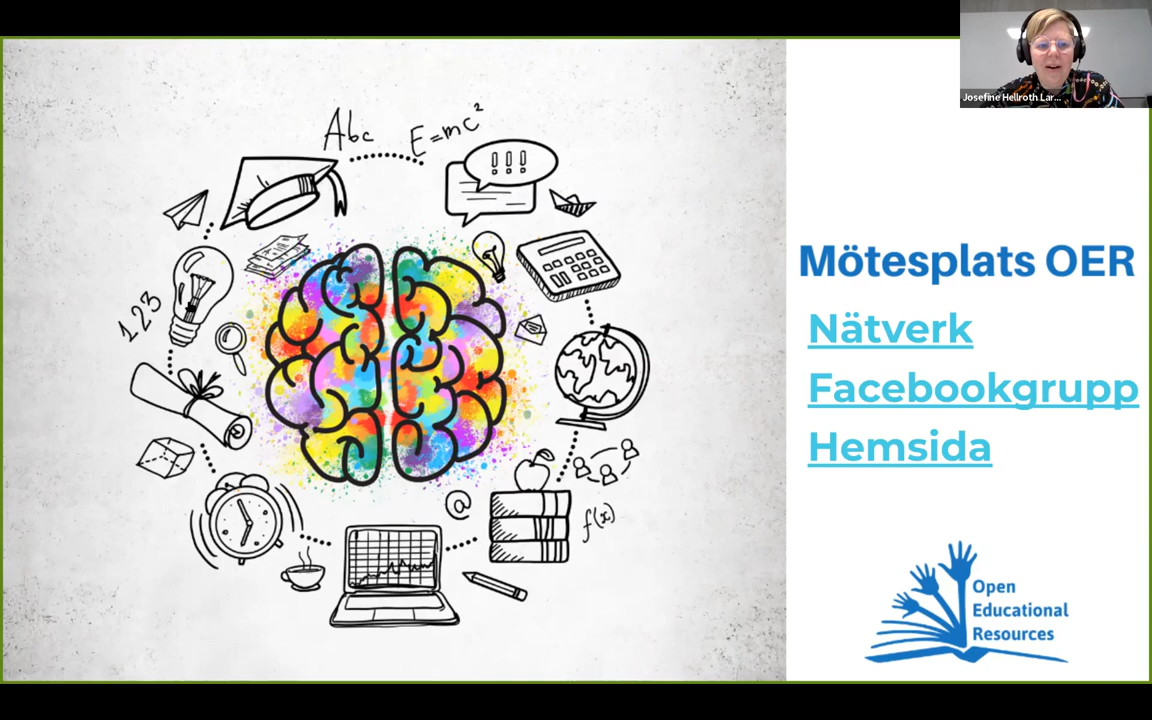 Josefine Hellroth Lar...
Abc
E=mc²
!!!
123
@
f(x)
Mötesplats OER
Nätverk
Facebookgrupp
Hemsida
Open
Educational
Resources